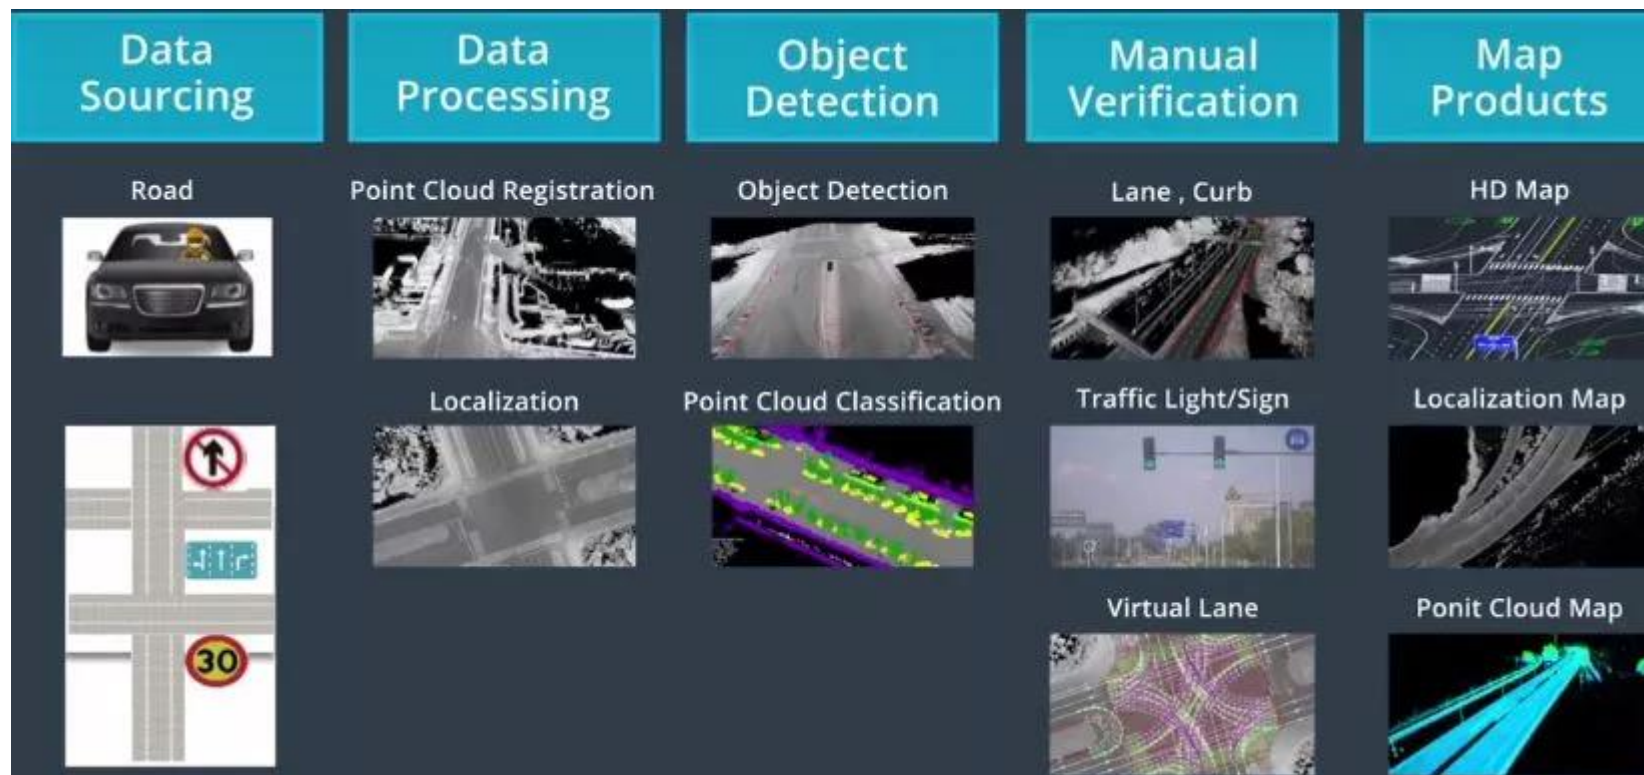 Data
Sourcing
Data
Processing
Object
Detection
Manual
Verification
Map
Products
Road
Point Cloud Registration
Object Detection
Lane , Curb
HD Map
Localization
Point Cloud Classification
Traffic Light/Sign
Localization Map
30
Virtual Lane
Ponit Cloud Map